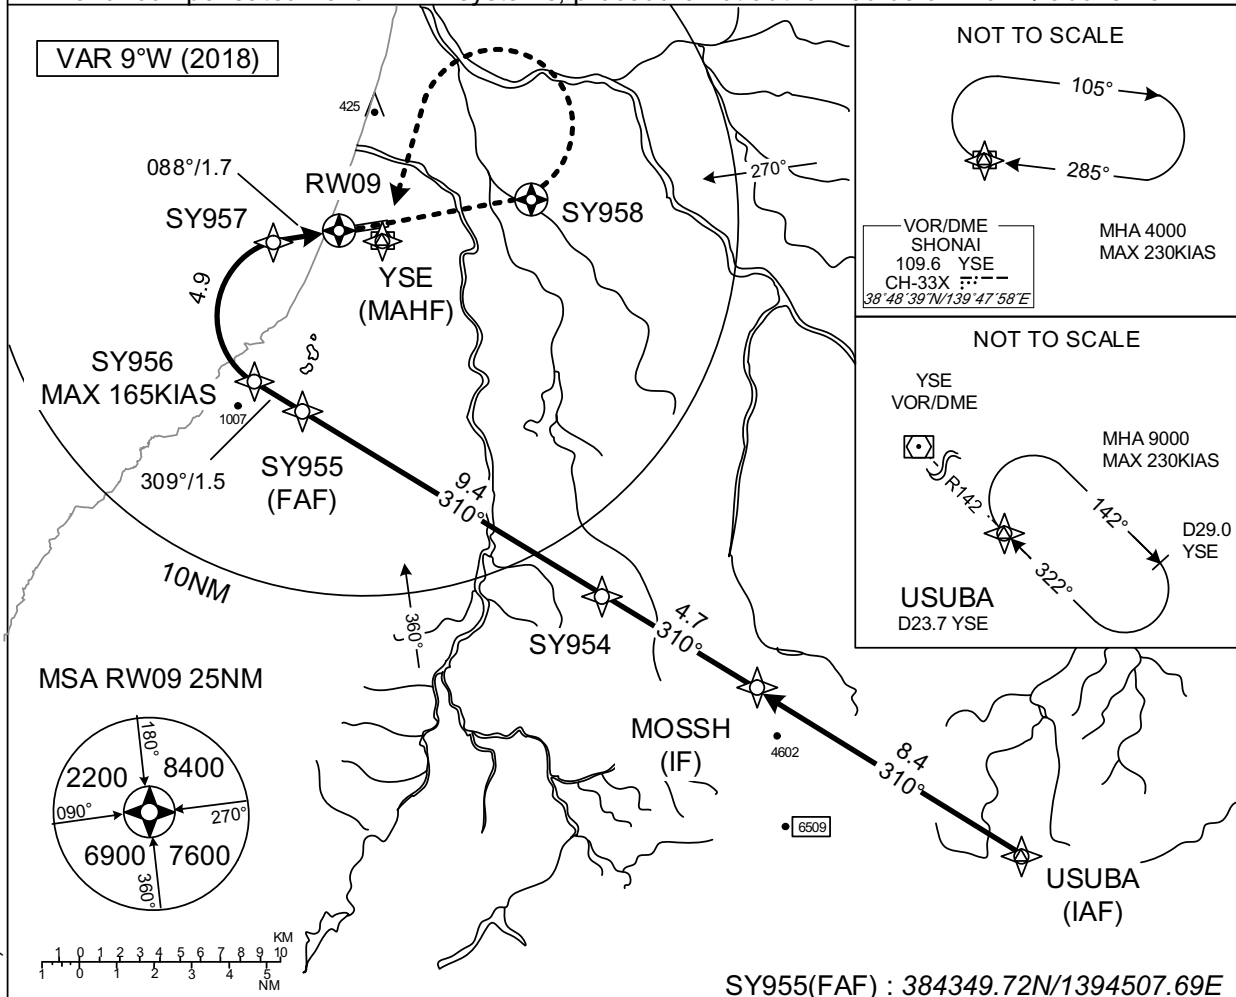 VAR 9°W (2018)
NOT TO SCALE
105°
285°
VOR/DME
SHONAI
109.6 YSE
CH-33X
38°48'39"N/139°47'58"E
MHA 4000
MAX 230KIAS
NOT TO SCALE
YSE
VOR/DME
R142
MHA 9000
MAX 230KIAS
142°
322°
D29.0
YSE
USUBA
D23.7 YSE
425
088°/1.7
RW09
270°
SY957
SY958
YSE
(MAHF)
4.9
SY956
MAX 165KIAS
1007
309°/1.5
SY955
(FAF)
9.4
310°
10NM
360°
SY954
4.7
310°
MOSSH
(IF)
4602
8.4
310°
6509
USUBA
(IAF)
MSA RW09 25NM
180°
2200 8400
090° 270°
6900 7600
360°
KM
1 0 1 2 3 4 5 6 7 8 9 10
1 0 1 2 3 4 5
NM
SY955(FAF) : 384349.72N/1394507.69E